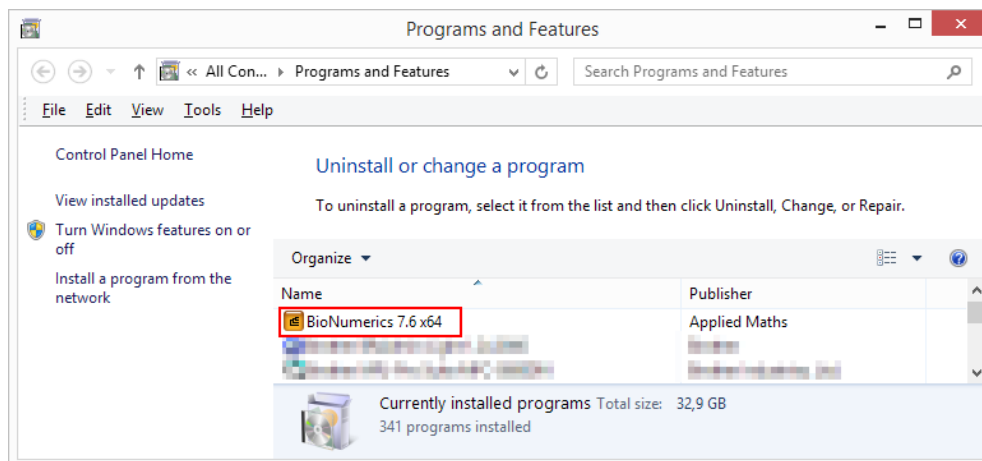 Programs and Features
« All Con... Programs and Features
Search Programs and Features
File Edit View Tools Help
Control Panel Home
View installed updates
Turn Windows features on or
off
Install a program from the
network
Uninstall or change a program
To uninstall a program, select it from the list and then click Uninstall, Change, or Repair.
Organize
Name Publisher
BioNumerics 7.6 x64 Applied Maths
Currently installed programs Total size: 32,9 GB
341 programs installed